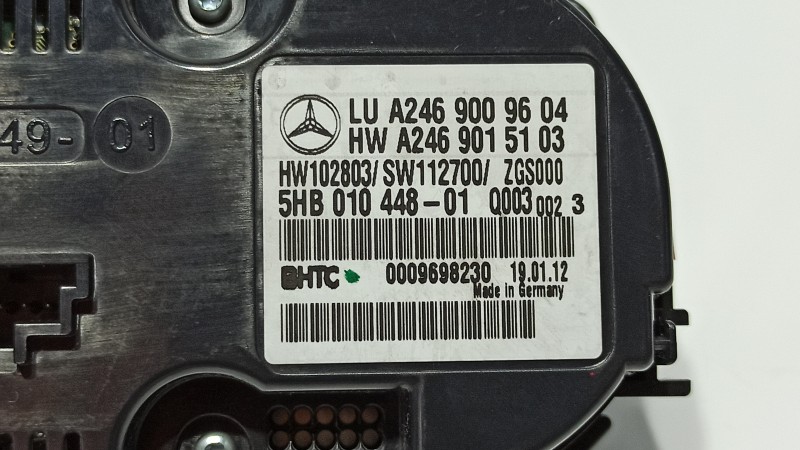 49-01
LU A246 900 96 04
HW A246 901 51 03
HW102803/ SW112700/ ZGS000
5HB 010 448-01 Q003 002 3
BHTC 0009698230 19.01.12
Made in Germany